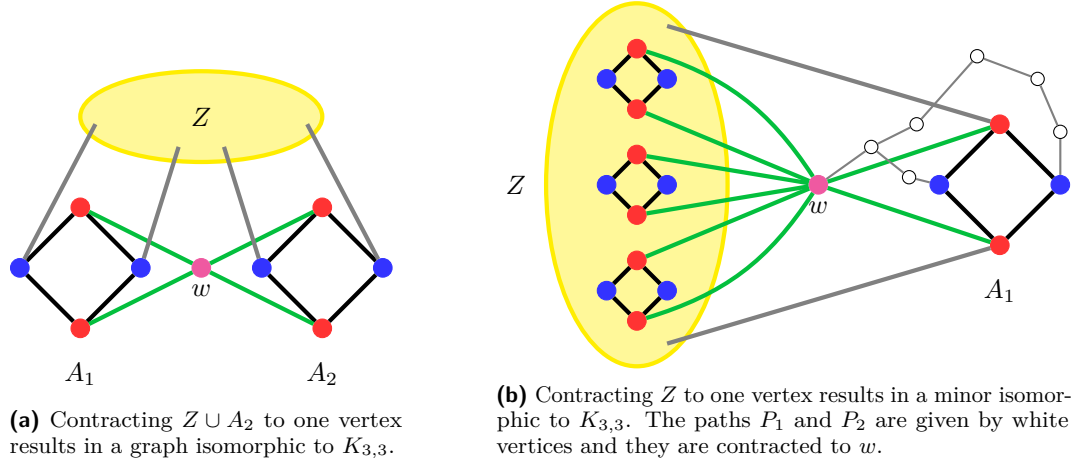 Z
w
A₁
A₂
(a) Contracting Z ∪ A₂ to one vertex
results in a graph isomorphic to K₃,₃.
Z
w
A₁
(b) Contracting Z to one vertex results in a minor isomor-
phic to K₃,₃. The paths P₁ and P₂ are given by white
vertices and they are contracted to w.